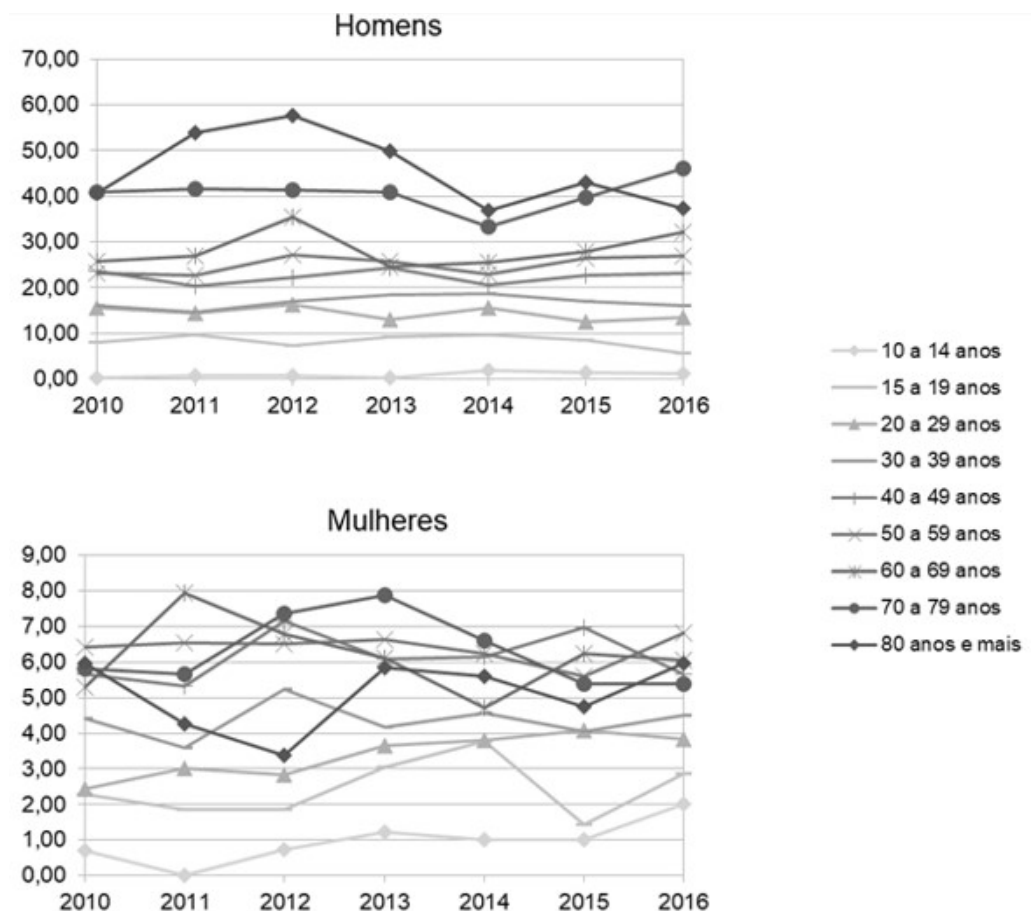 Homens
70,00
60,00
50,00
40,00
30,00
20,00
10,00
0,00
2010 2011 2012 2013 2014 2015 2016
10 a 14 anos
15 a 19 anos
20 a 29 anos
30 a 39 anos
40 a 49 anos
50 a 59 anos
60 a 69 anos
70 a 79 anos
80 anos e mais
Mulheres
9,00
8,00
7,00
6,00
5,00
4,00
3,00
2,00
1,00
0,00
2010 2011 2012 2013 2014 2015 2016